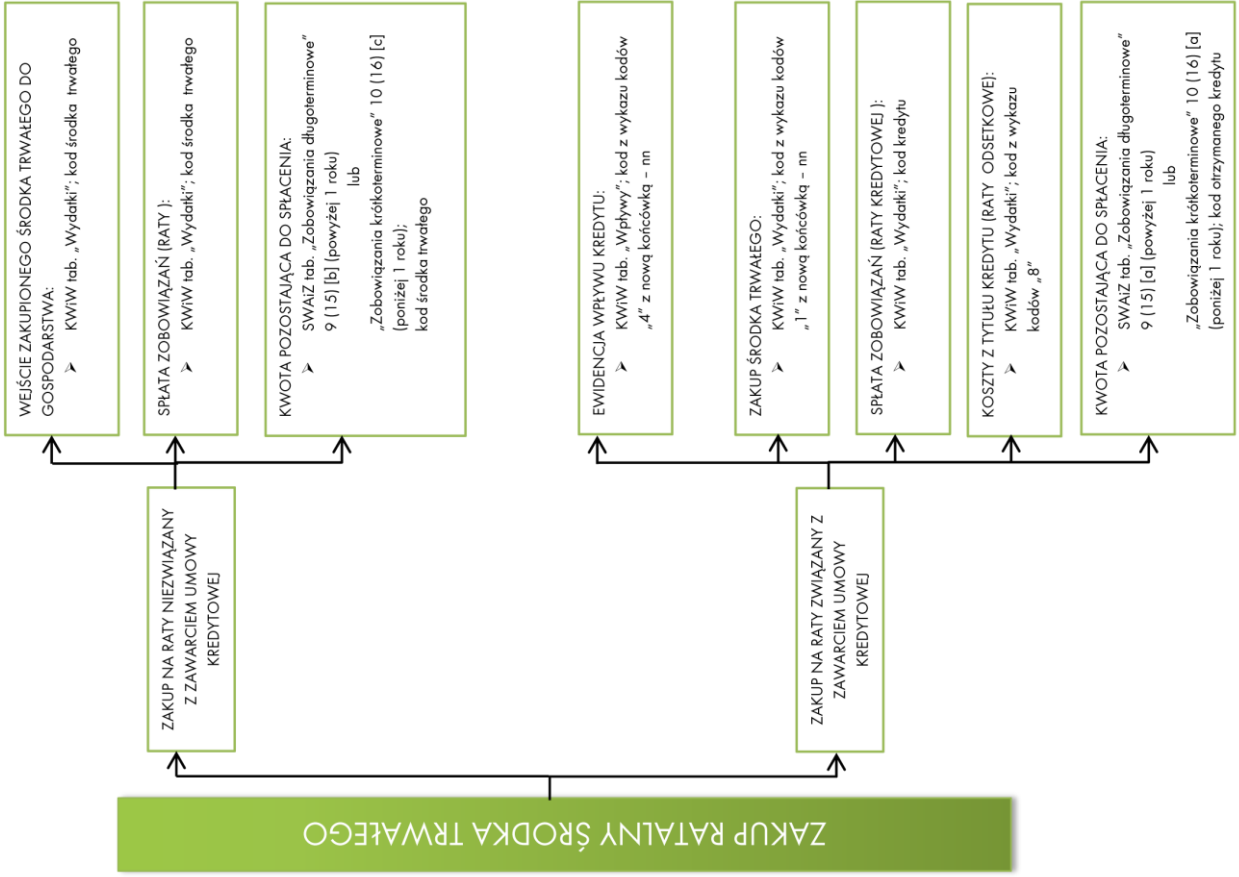 ZAKUP RATALNY ŚRODKA TRWAŁEGO
ZAKUP NA RATY NIEZWIĄZANY
Z ZAWARCIEM UMOWY
KREDYTOWEJ
WEJŚCIE ZAKUPIONEGO ŚRODKA TRWAŁEGO DO
GOSPODARSTWA:
➢ KWiW tab. „Wydatki”; kod środka trwałego
SPŁATA ZOBOWIĄZAŃ (RATY ):
➢ KWiW tab. „Wydatki”; kod środka trwałego
KWOTA POZOSTAJĄCA DO SPŁACENIA:
➢ SWAiZ tab. „Zobowiązania długoterminowe”
9 (15) [b] (powyżej 1 roku)
lub
„Zobowiązania krótkoterminowe” 10 (16) [c]
(poniżej 1 roku);
kod środka trwałego
ZAKUP NA RATY ZWIĄZANY Z
ZAWARCIEM UMOWY
KREDYTOWEJ
EWIDENCJA WPŁYWU KREDYTU:
➢ KWiW tab. „Wpływy”; kod z wykazu kodów
„4” z nową końcówką – nn
ZAKUP ŚRODKA TRWAŁEGO:
➢ KWiW tab. „Wydatki”; kod z wykazu kodów
„1” z nową końcówką – nn
SPŁATA ZOBOWIĄZAŃ (RATY KREDYTOWEJ ):
➢ KWiW tab. „Wydatki”; kod kredytu
KOSZTY Z TYTUŁU KREDYTU (RATY ODSETKOWE):
➢ KWiW tab. „Wydatki”; kod z wykazu
kodów „8”
KWOTA POZOSTAJĄCA DO SPŁACENIA:
➢ SWAiZ tab. „Zobowiązania długoterminowe”
9 (15) [a] (powyżej 1 roku)
lub
„Zobowiązania krótkoterminowe” 10 (16) [a]
(poniżej 1 roku); kod otrzymanego kredytu